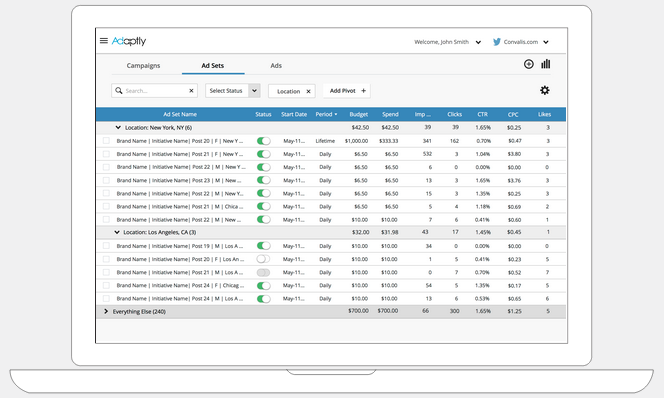 Adaptly Welcome, John Smith Convalis.com
Campaigns Ad Sets Ads
Search... Select Status Location × Add Pivot +
Ad Set Name Status Start Date Period Budget Spend Imp ... Clicks CTR CPC Likes
Location: New York, NY (6) $42.50 $42.50 39 39 1.65% $0.25 3
Brand Name | Initiative Name| Post 20 | F | New Y ... May-11... Lifetime $1,000.00 $333.33 341 162 0.70% $0.47 3
Brand Name | Initiative Name| Post 21 | F | New Y ... May-11... Daily $6.50 $6.50 532 3 1.04% $3.80 3
Brand Name | Initiative Name| Post 22 | M | New Y ... May-11... Daily $6.50 $6.50 6 0 0.00% $0.00 0
Brand Name | Initiative Name| Post 23 | M | New ... May-11... Daily $6.50 $6.50 13 3 1.65% $3.76 3
Brand Name | Initiative Name| Post 22 | M | New Y... May-11... Daily $6.50 $6.50 15 3 1.35% $0.25 3
Brand Name | Initiative Name| Post 21 | M | Chica ... May-11... Daily $6.50 $6.50 5 4 1.18% $0.69 2
Brand Name | Initiative Name| Post 22 | M | New ... May-11... Daily $10.00 $10.00 7 6 0.41% $0.60 1
Location: Los Angeles, CA (3) $32.00 $31.98 43 17 1.45% $0.45 1
Brand Name | Initiative Name| Post 19 | M | Los A ... May-11... Daily $10.00 $10.00 34 0 0.00% $0.00 0
Brand Name | Initiative Name| Post 20 | F | Los An ... May-11... Daily $10.00 $10.00 1 5 0.41% $0.23 5
Brand Name | Initiative Name| Post 21 | M | Los A ... May-11... Daily $10.00 $10.00 0 7 0.70% $0.52 7
Brand Name | Initiative Name| Post 24 | F | Chicag ... May-11... Daily $10.00 $10.00 54 5 1.35% $0.17 5
Brand Name | Initiative Name| Post 24 | M | Los A ... May-11... Daily $10.00 $10.00 13 6 0.53% $0.65 6
Everything Else (240) $700.00 $700.00 66 300 1.65% $1.25 5